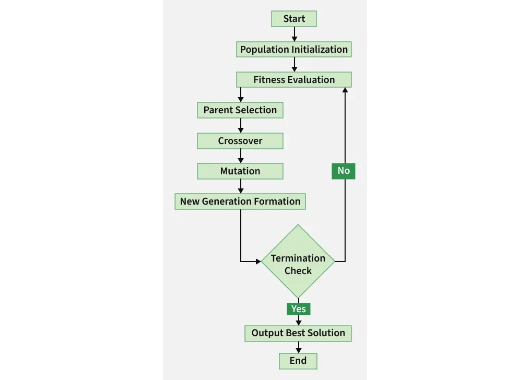 Start
Population Initialization
Fitness Evaluation
Parent Selection
Crossover
Mutation
No
New Generation Formation
Termination
Check
Yes
Output Best Solution
End